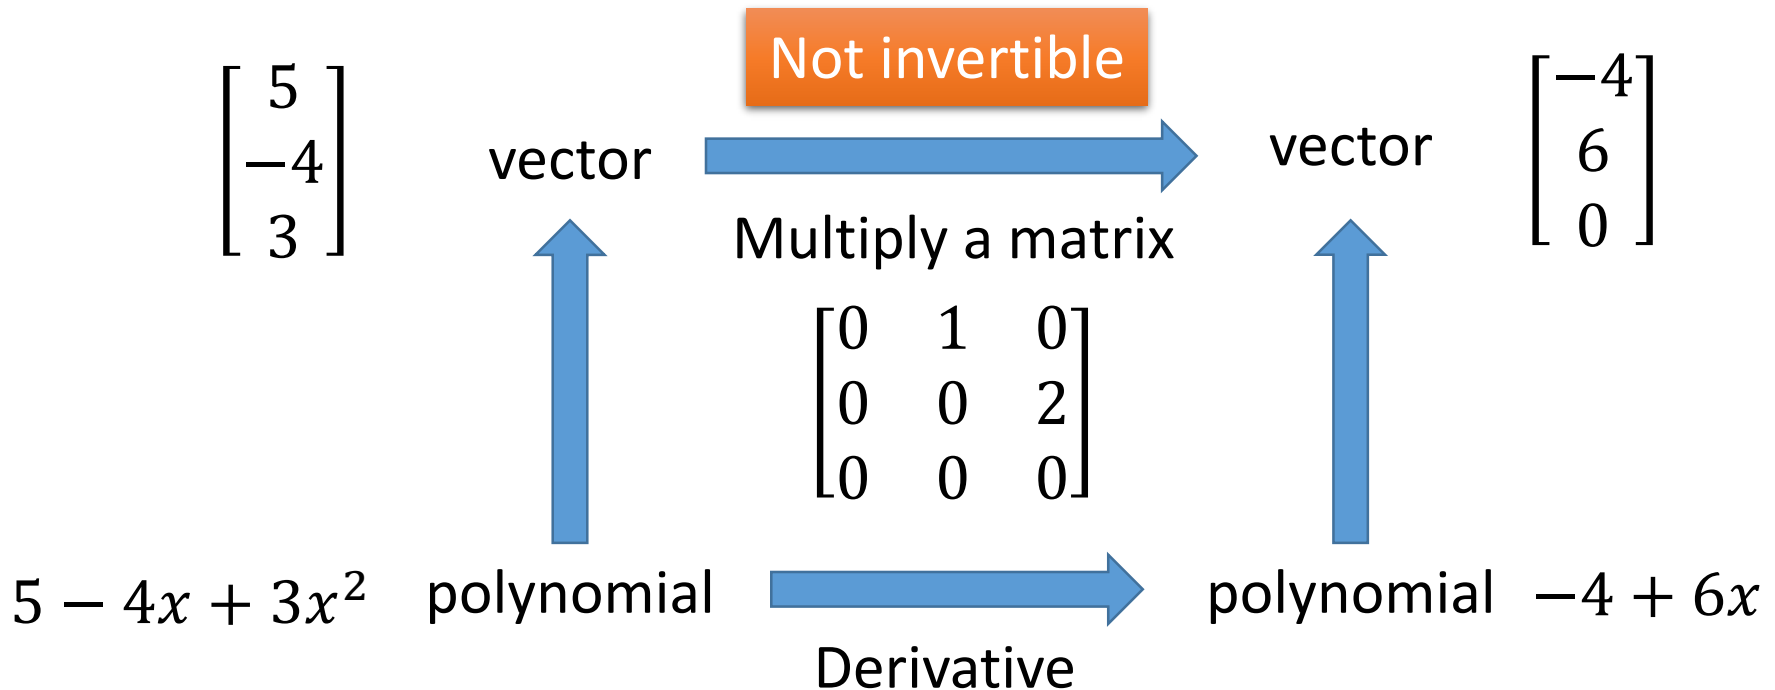 Not invertible
[5
-4
3]
vector
vector
[-4
6
0]
Multiply a matrix
[0 1 0
0 0 2
0 0 0]
5 − 4x + 3x² polynomial
polynomial −4 + 6x
Derivative